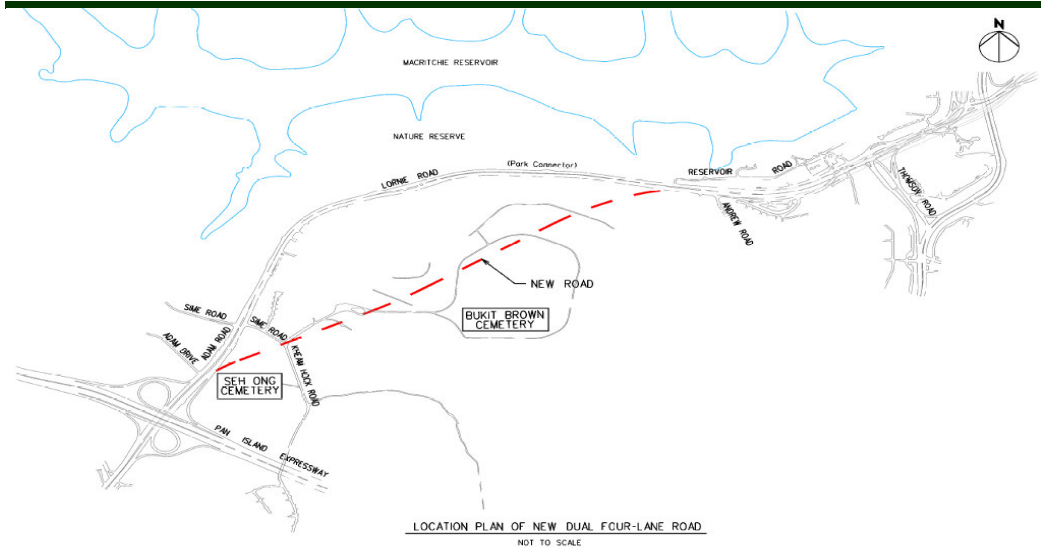 N
MACRITCHIE RESERVOIR
NATURE RESERVE
(Park Connector)
LORNIE ROAD
RESERVOIR ROAD
THOMSON ROAD
ANDREW ROAD
NEW ROAD
BUKIT BROWN
CEMETERY
SIME ROAD
SIME ROAD
ADAM ROAD
ADAM DRIVE
KHEAM HOCK ROAD
SEH ONG
CEMETERY
PAN ISLAND EXPRESSWAY
LOCATION PLAN OF NEW DUAL FOUR-LANE ROAD
NOT TO SCALE